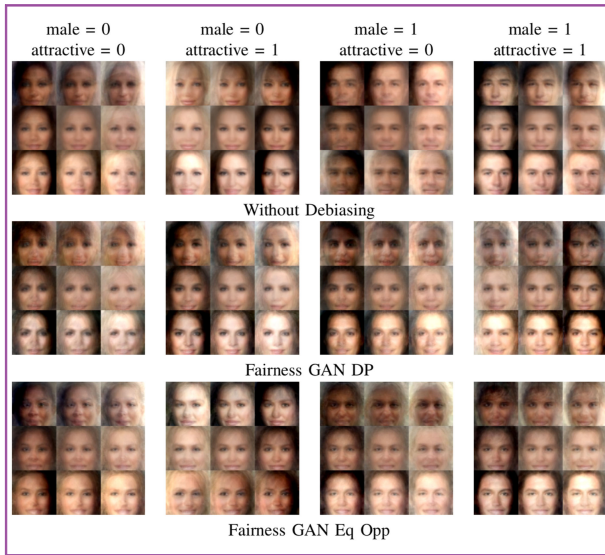 male = 0 male = 0 male = 1 male = 1
attractive = 0 attractive = 1 attractive = 0 attractive = 1
Without Debiasing
Fairness GAN DP
Fairness GAN Eq Opp